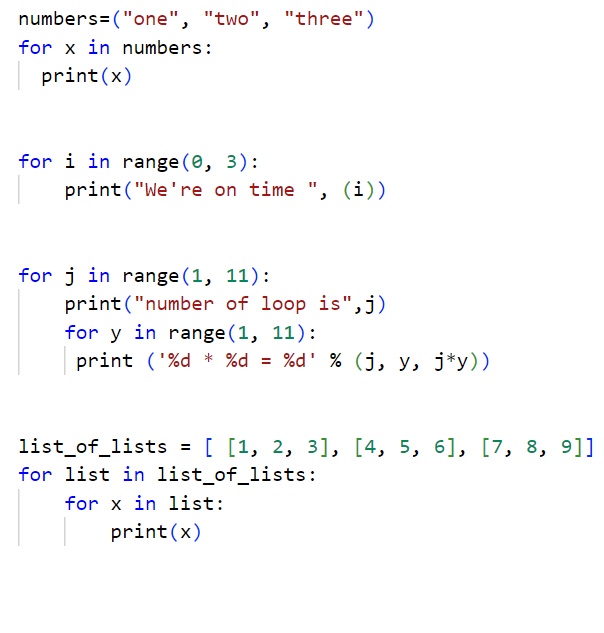 numbers=("one", "two", "three")
for x in numbers:
  print(x)
for i in range(0, 3):
    print("We're on time ", (i))
for j in range(1, 11):
    print("number of loop is",j)
    for y in range(1, 11):
     print ('%d * %d = %d' % (j, y, j*y))
list_of_lists = [ [1, 2, 3], [4, 5, 6], [7, 8, 9]]
for list in list_of_lists:
    for x in list:
        print(x)